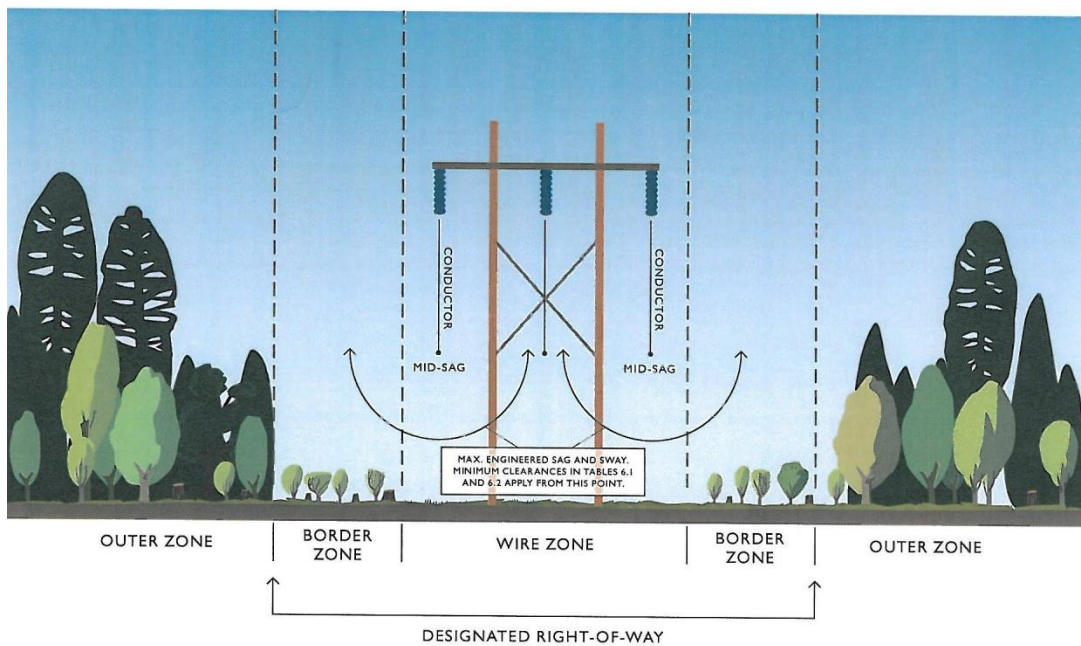 CONDUCTOR
CONDUCTOR
MID-SAG
MID-SAG
MAX. ENGINEERED SAG AND SWAY.
MINIMUM CLEARANCES IN TABLES 6.1
AND 6.2 APPLY FROM THIS POINT.
OUTER ZONE
BORDER
ZONE
WIRE ZONE
BORDER
ZONE
OUTER ZONE
DESIGNATED RIGHT-OF-WAY